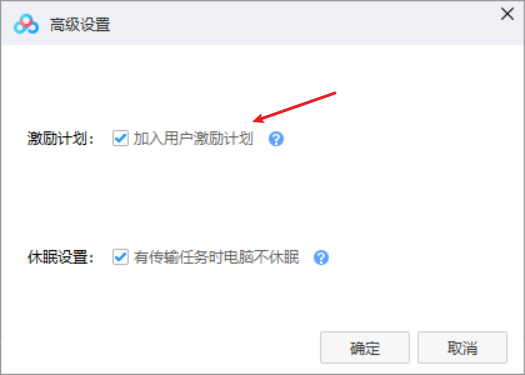 高级设置
激励计划： 加入用户激励计划 ?
休眠设置： 有传输任务时电脑不休眠 ?
确定 取消